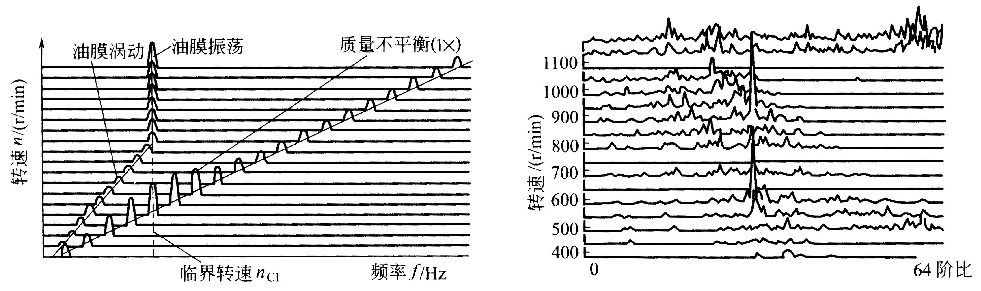 油膜涡动
油膜振荡
质量不平衡(1×)
转速 n/(r/min)
临界转速 nC1
频率 f/Hz
1100
1000
900
800
700
600
500
400
转速/(r/min)
0
64 阶比